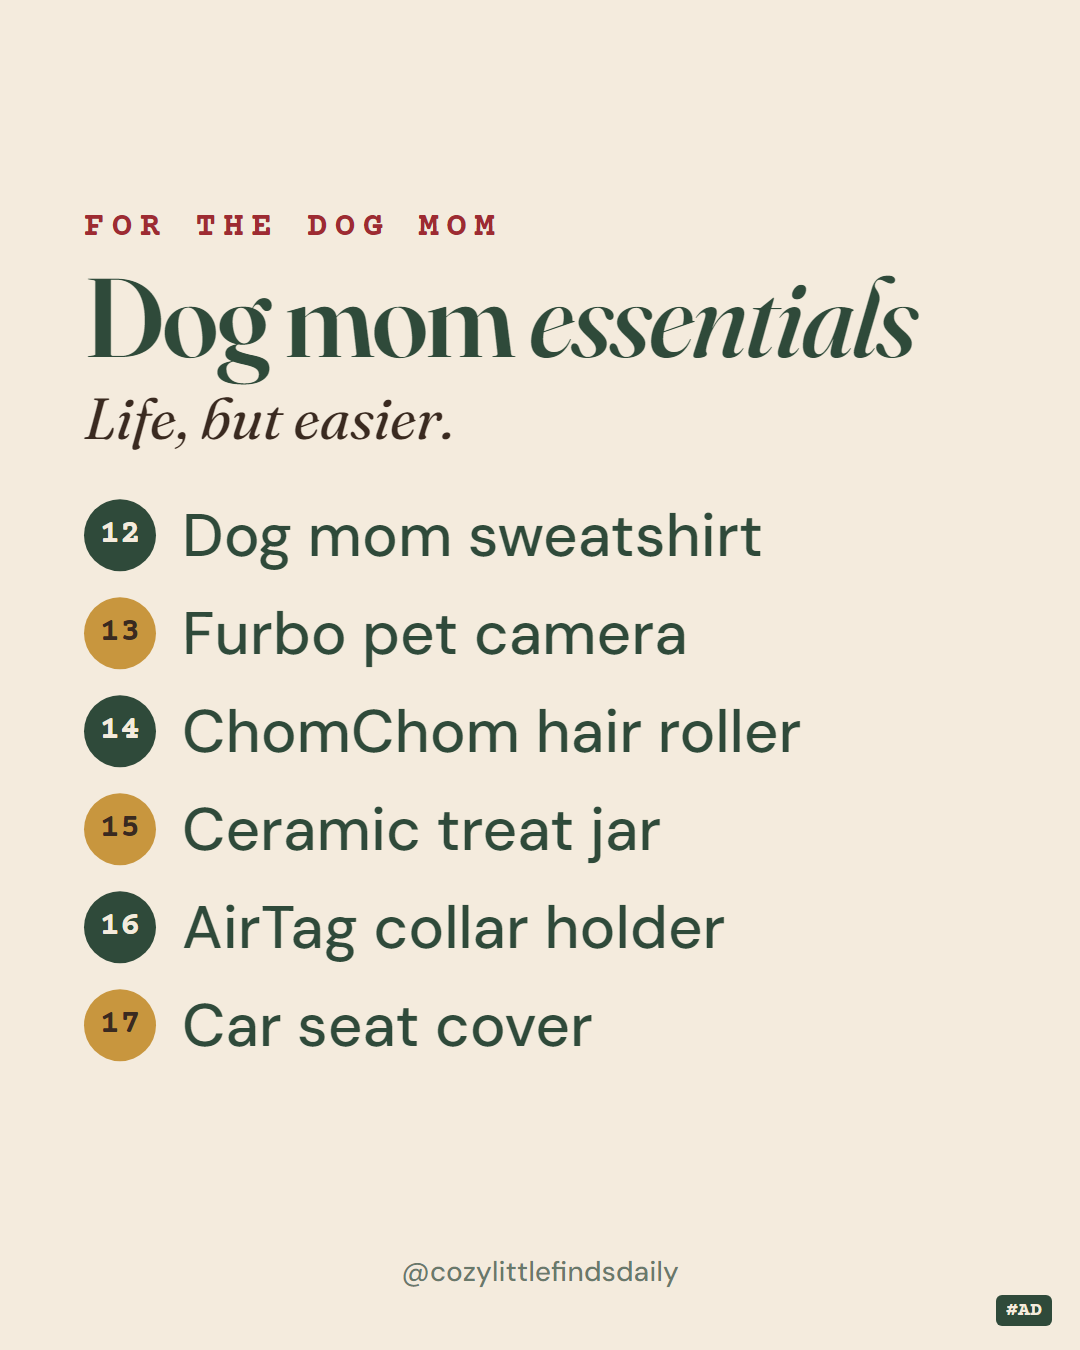 FOR THE DOG MOM
Dog mom essentials
Life, but easier.
12 Dog mom sweatshirt
13 Furbo pet camera
14 ChomChom hair roller
15 Ceramic treat jar
16 AirTag collar holder
17 Car seat cover
@cozylittlefindsdaily
#AD